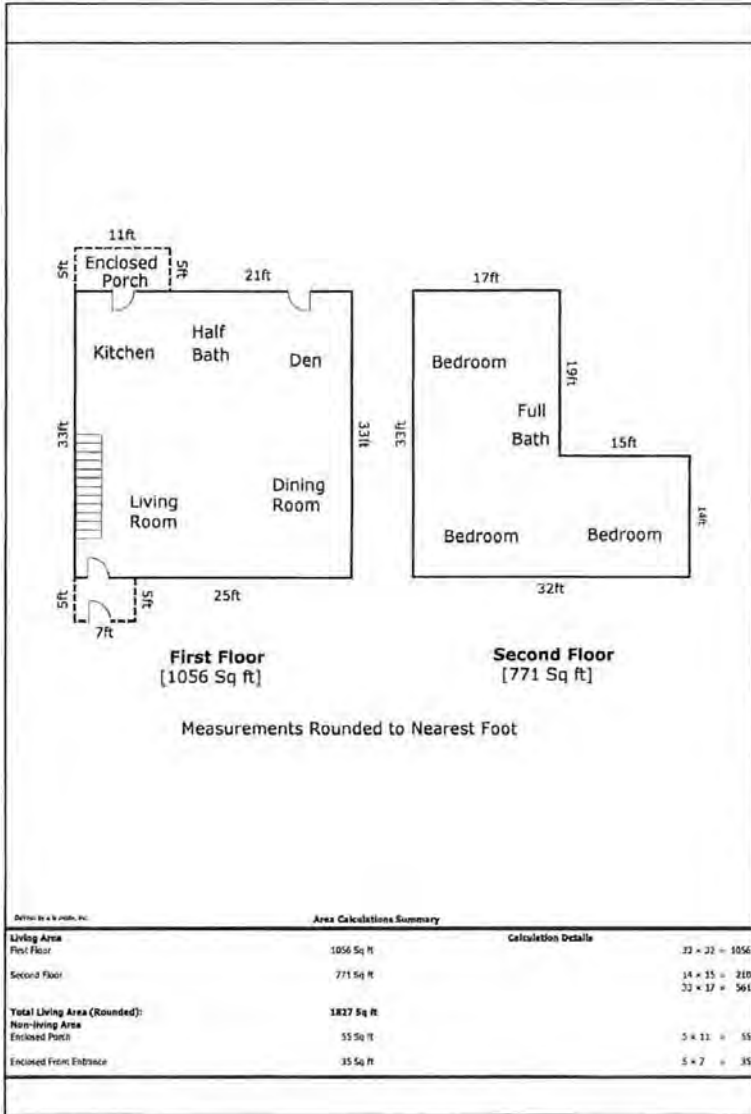 11ft
5ft
Enclosed
Porch
5ft
21ft
17ft
Kitchen
Half
Bath
Den
Bedroom
19ft
33ft
33ft
33ft
Full
Bath
15ft
Living
Room
Dining
Room
Bedroom
Bedroom
14ft
5ft
5ft
25ft
7ft
32ft
First Floor
[1056 Sq ft]
Second Floor
[771 Sq ft]
Measurements Rounded to Nearest Foot
Area Calculations Summary
Living Area
Calculation Details
First Floor 1056 Sq ft 33 × 32 = 1056
Second Floor 771 Sq ft 14 × 15 = 210
33 × 17 = 561
Total Living Area (Rounded): 1827 Sq ft
Non-living Area
Enclosed Porch 55 Sq ft 5 × 11 = 55
Enclosed Front Entrance 35 Sq ft 5 × 7 = 35